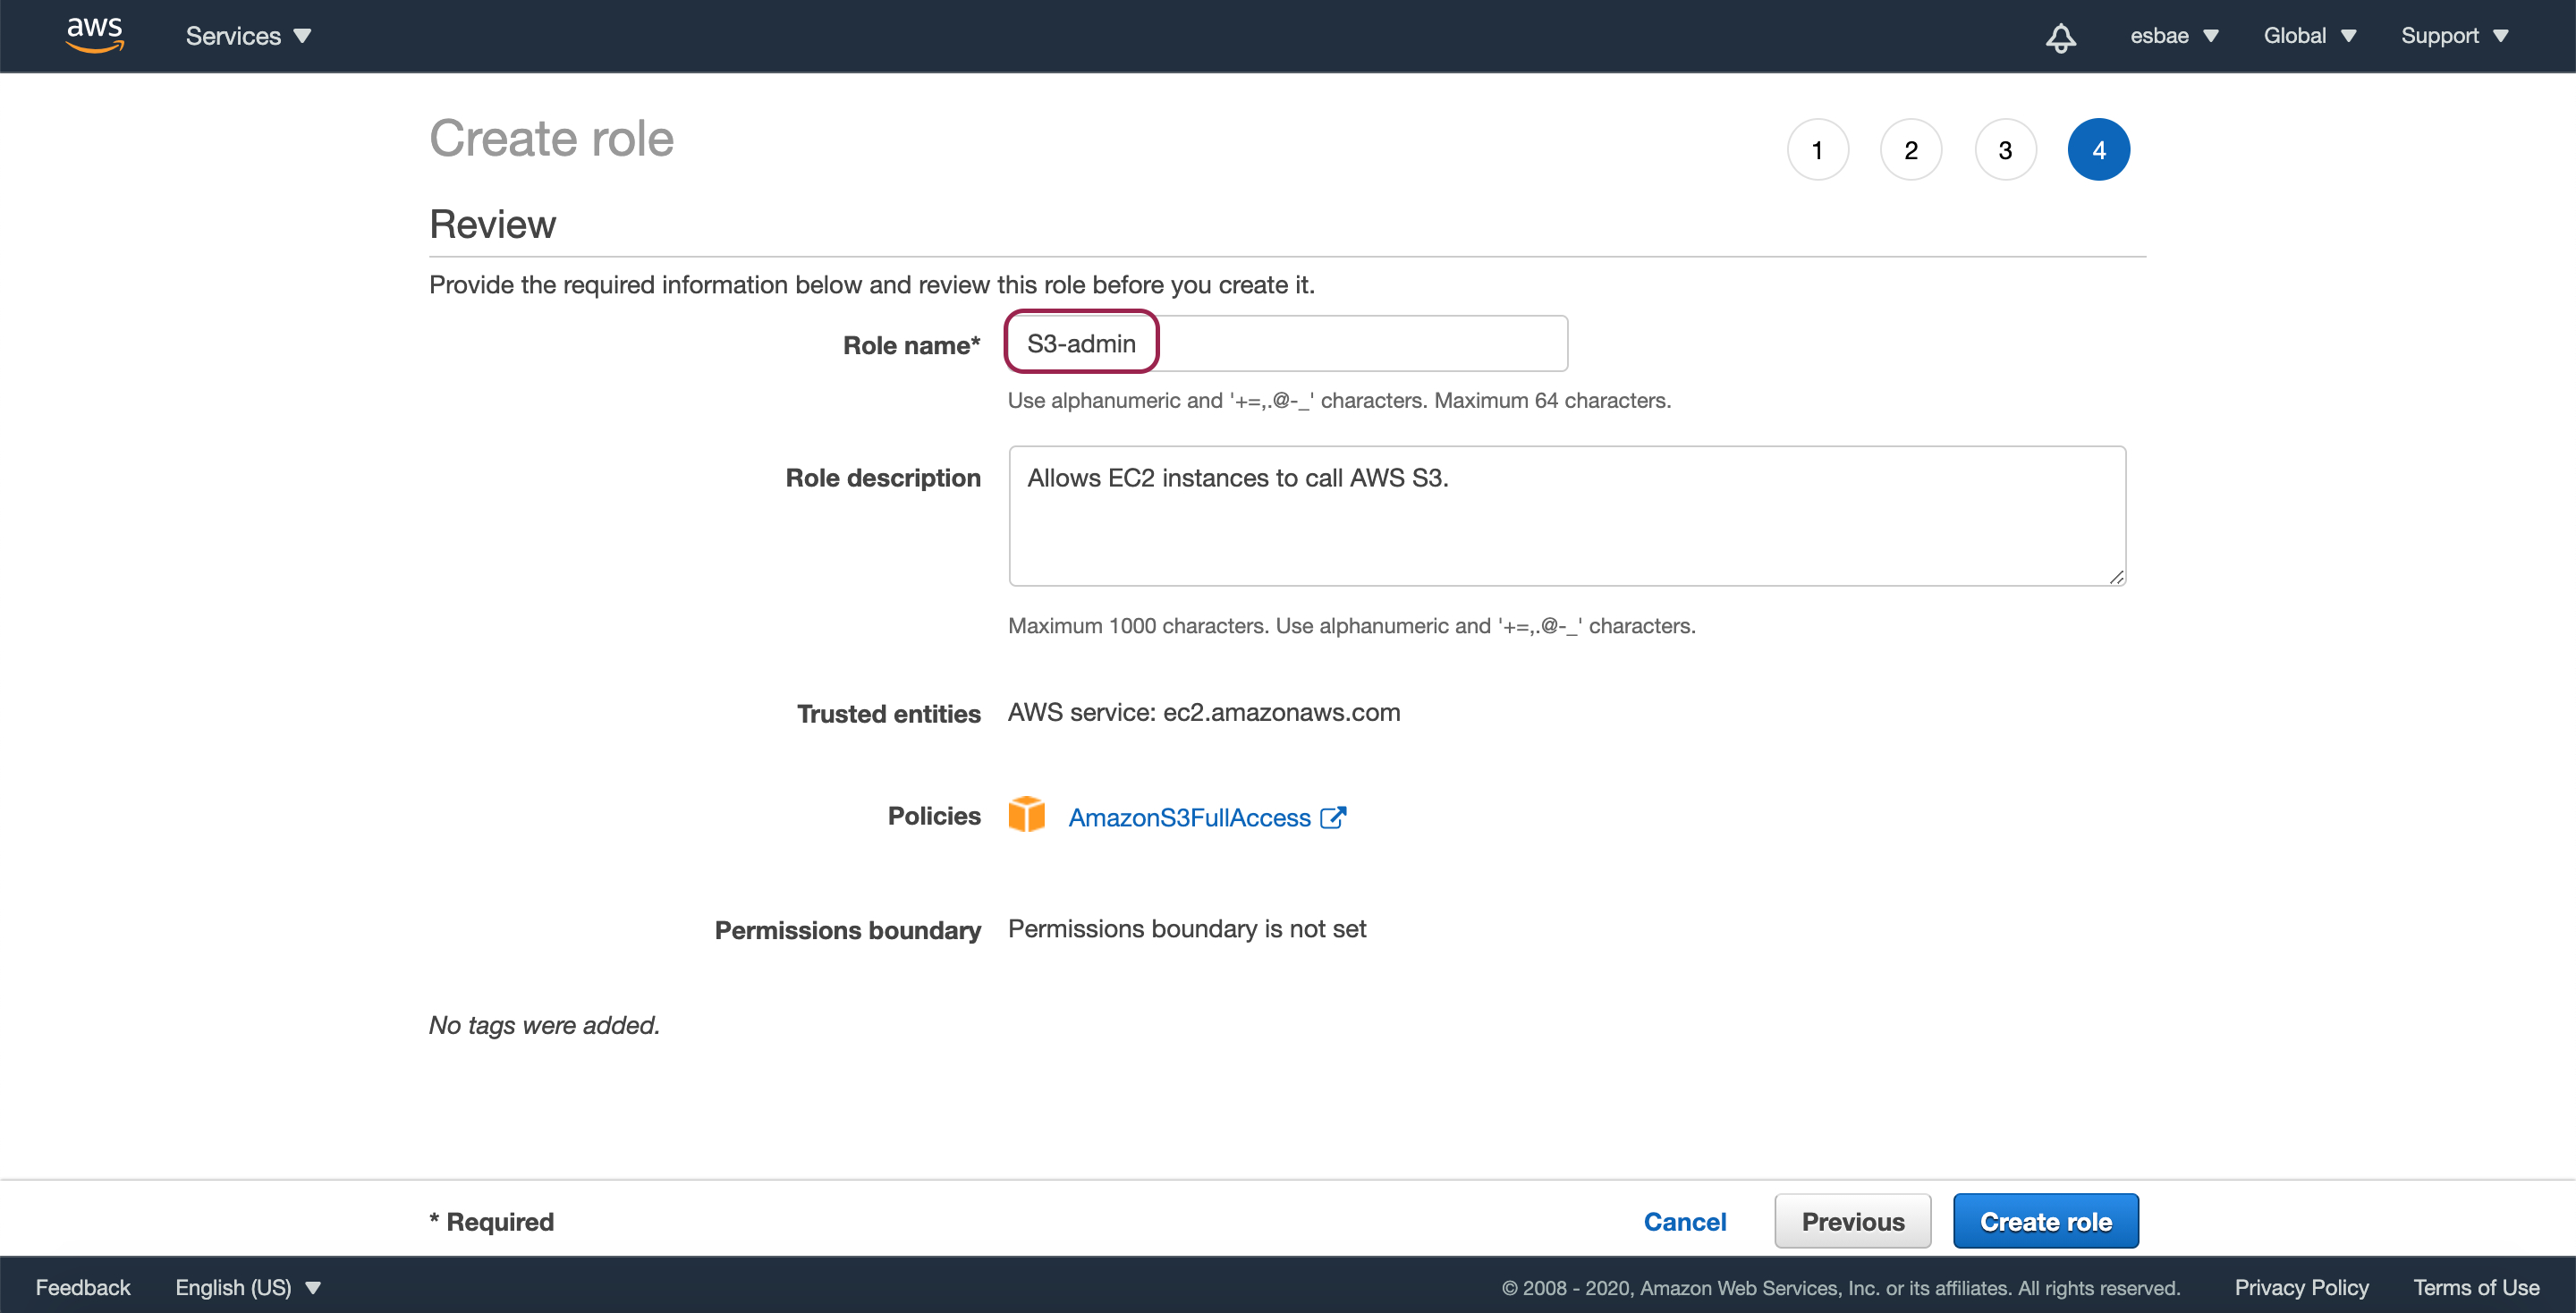 aws Services esbae Global Support
Create role 1 2 3 4
Review
Provide the required information below and review this role before you create it.
Role name* S3-admin
Use alphanumeric and '+=,.@-_' characters. Maximum 64 characters.
Role description Allows EC2 instances to call AWS S3.
Maximum 1000 characters. Use alphanumeric and '+=,.@-_' characters.
Trusted entities AWS service: ec2.amazonaws.com
Policies AmazonS3FullAccess
Permissions boundary Permissions boundary is not set
No tags were added.
* Required Cancel Previous Create role
Feedback English (US) © 2008 - 2020, Amazon Web Services, Inc. or its affiliates. All rights reserved. Privacy Policy Terms of Use